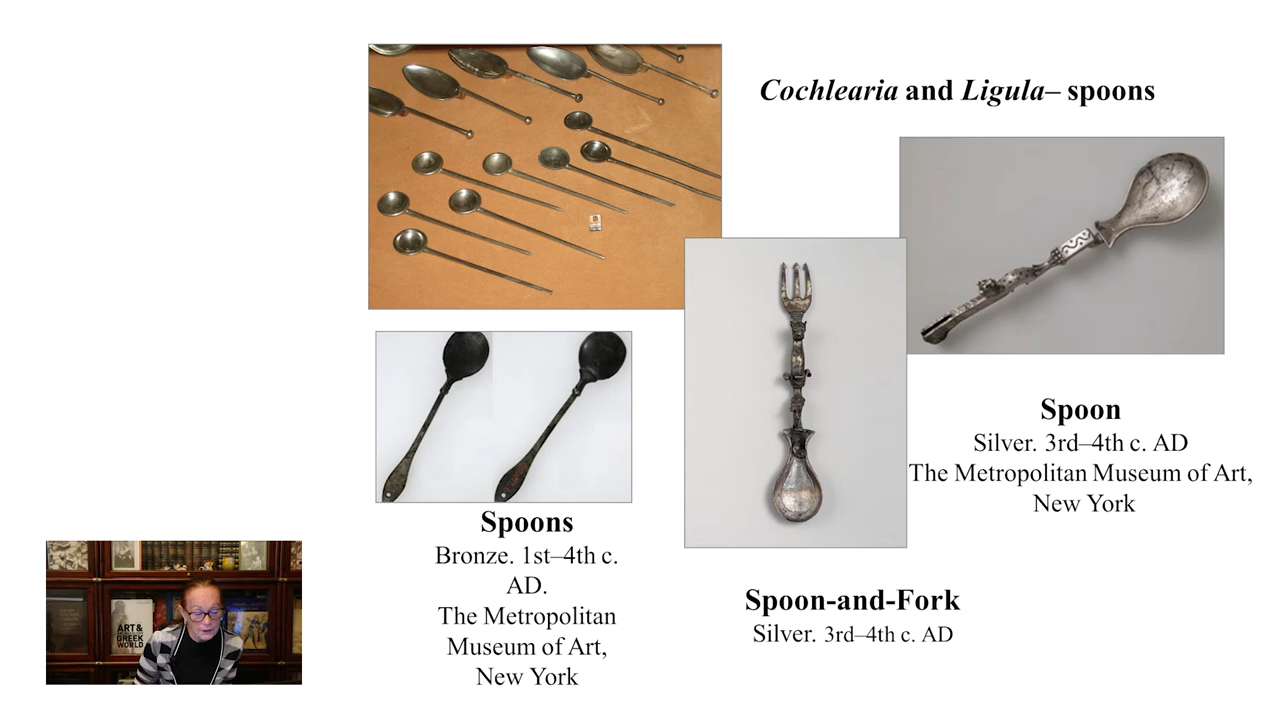 Cochlearia and Ligula– spoons
Spoon
Silver. 3rd–4th c. AD
The Metropolitan Museum of Art,
New York
Spoons
Bronze. 1st–4th c.
AD.
The Metropolitan
Museum of Art,
New York
Spoon-and-Fork
Silver. 3rd–4th c. AD
ART&
GREEK
WORLD